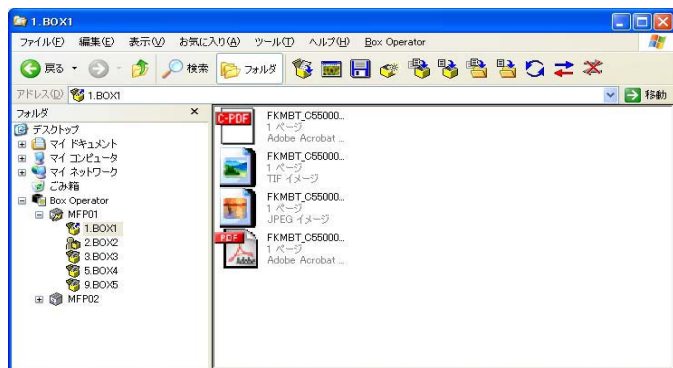 1.BOX1
ファイル(F) 編集(E) 表示(V) お気に入り(A) ツール(T) ヘルプ(H) Box Operator
戻る 検索 フォルダ
アドレス(D) 1.BOX1 移動
フォルダ
デスクトップ
マイ ドキュメント
マイ コンピュータ
マイ ネットワーク
ごみ箱
Box Operator
MFP01
1.BOX1
2.BOX2
3.BOX3
5.BOX4
9.BOX5
MFP02
C-PDF
FKMBT_C55000...
1 ページ
Adobe Acrobat ...
FKMBT_C55000...
1 ページ
TIF イメージ
FKMBT_C55000...
1 ページ
JPEG イメージ
PDF
Adobe
FKMBT_C55000...
1 ページ
Adobe Acrobat ...